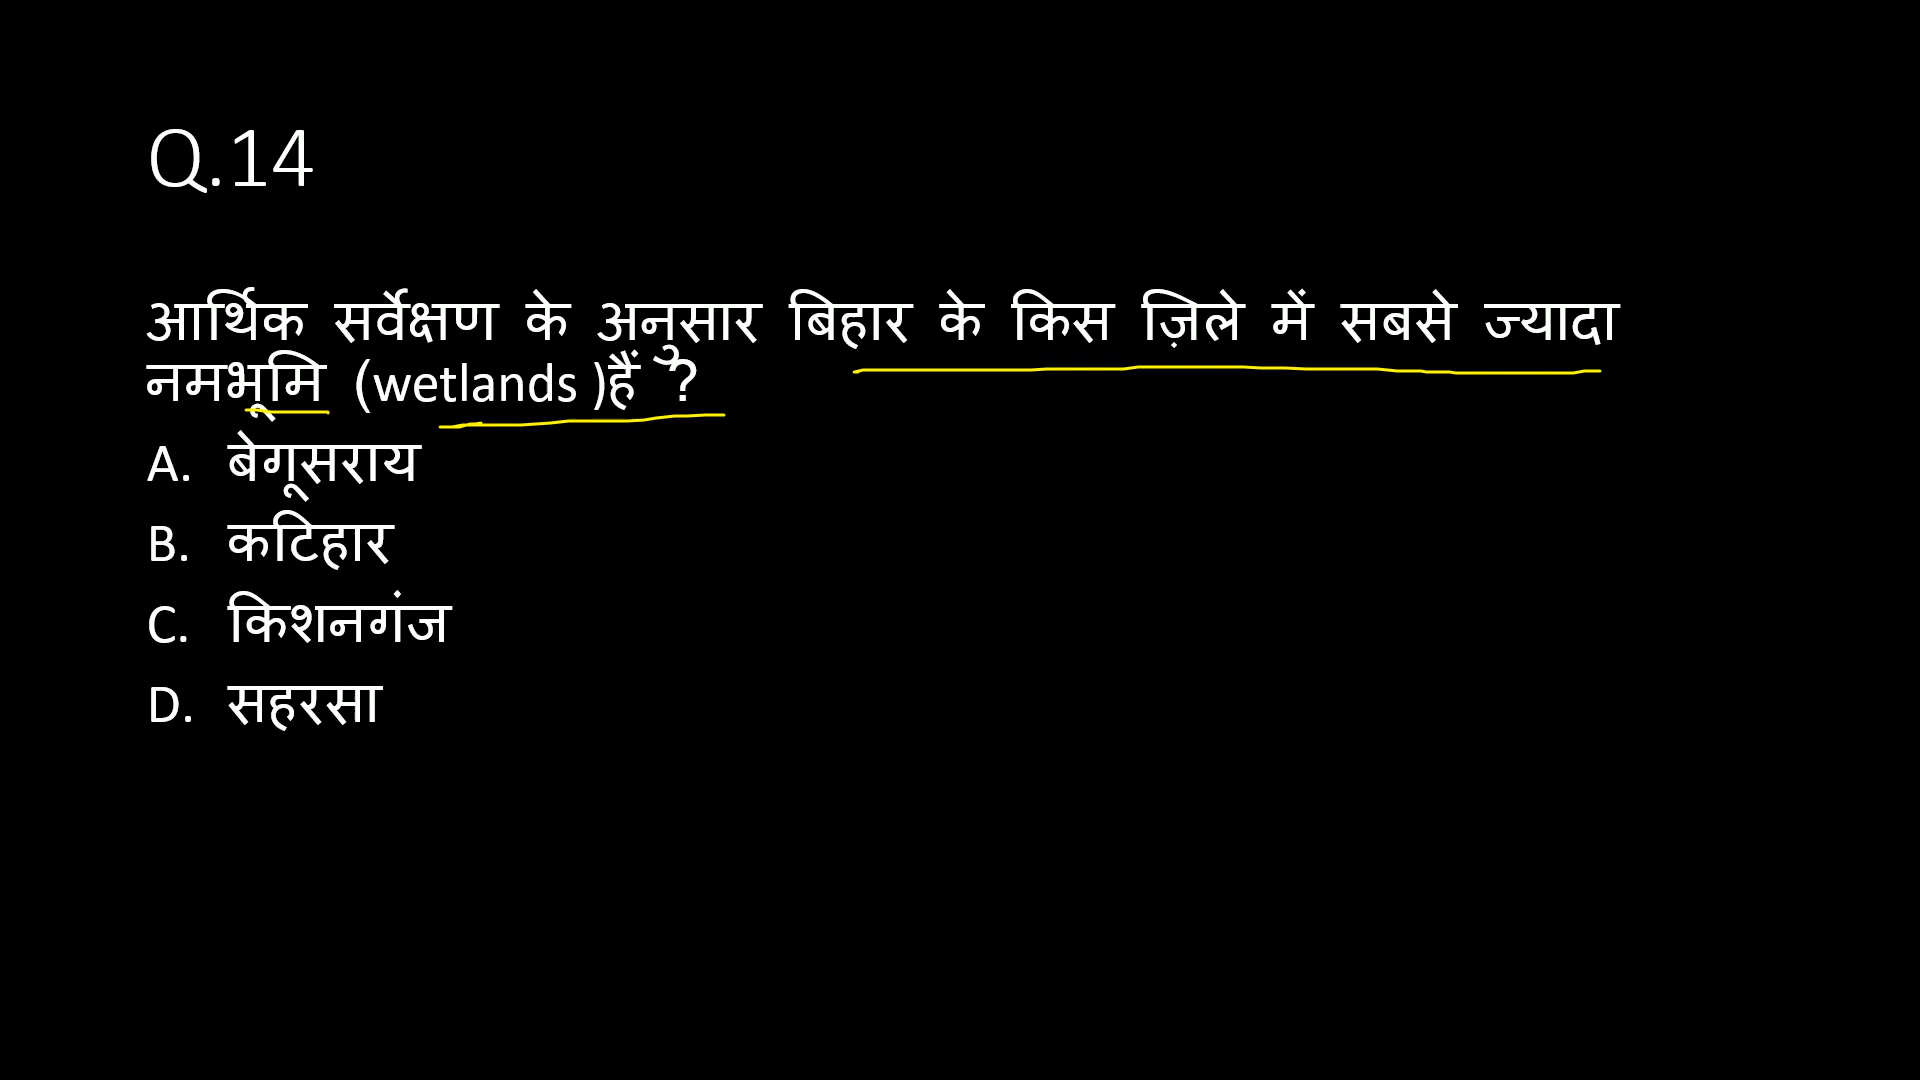 Q.14
आर्थिक सर्वेक्षण के अनुसार बिहार के किस ज़िले में सबसे ज्यादा
नमभूमि (wetlands )हैं ?
A. बेगूसराय
B. कटिहार
C. किशनगंज
D. सहरसा